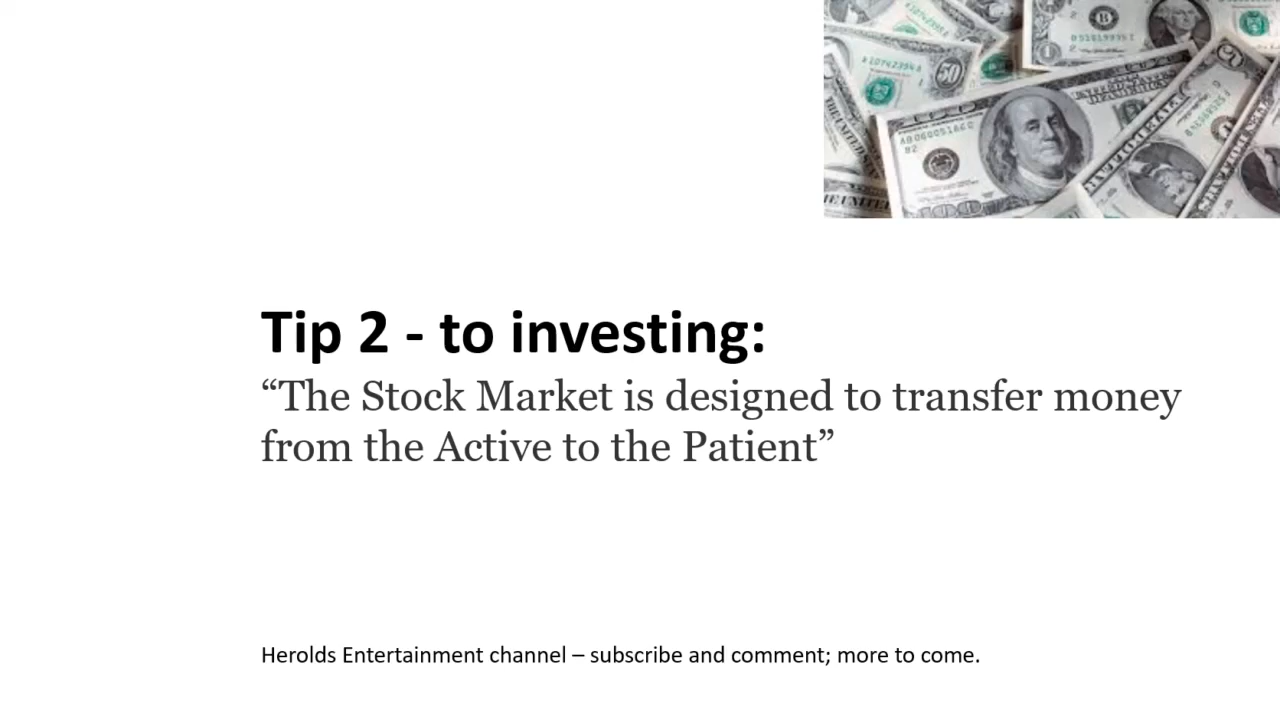 Tip 2 - to investing:
“The Stock Market is designed to transfer money
from the Active to the Patient”
Herolds Entertainment channel – subscribe and comment; more to come.